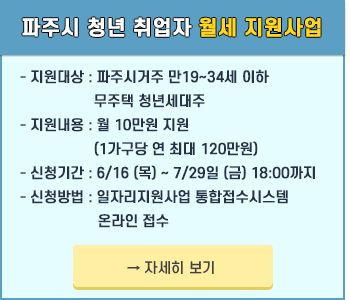 파주시 청년 취업자 월세 지원사업
- 지원대상 : 파주시거주 만19~34세 이하
무주택 청년세대주
- 지원내용 : 월 10만원 지원
(1가구당 연 최대 120만원)
- 신청기간 : 6/16 (목) ~ 7/29일 (금) 18:00까지
- 신청방법 : 일자리지원사업 통합접수시스템
온라인 접수
→ 자세히 보기